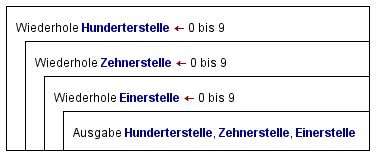 Wiederhole Hunderterstelle ← 0 bis 9
Wiederhole Zehnerstelle ← 0 bis 9
Wiederhole Einerstelle ← 0 bis 9
Ausgabe Hunderterstelle, Zehnerstelle, Einerstelle